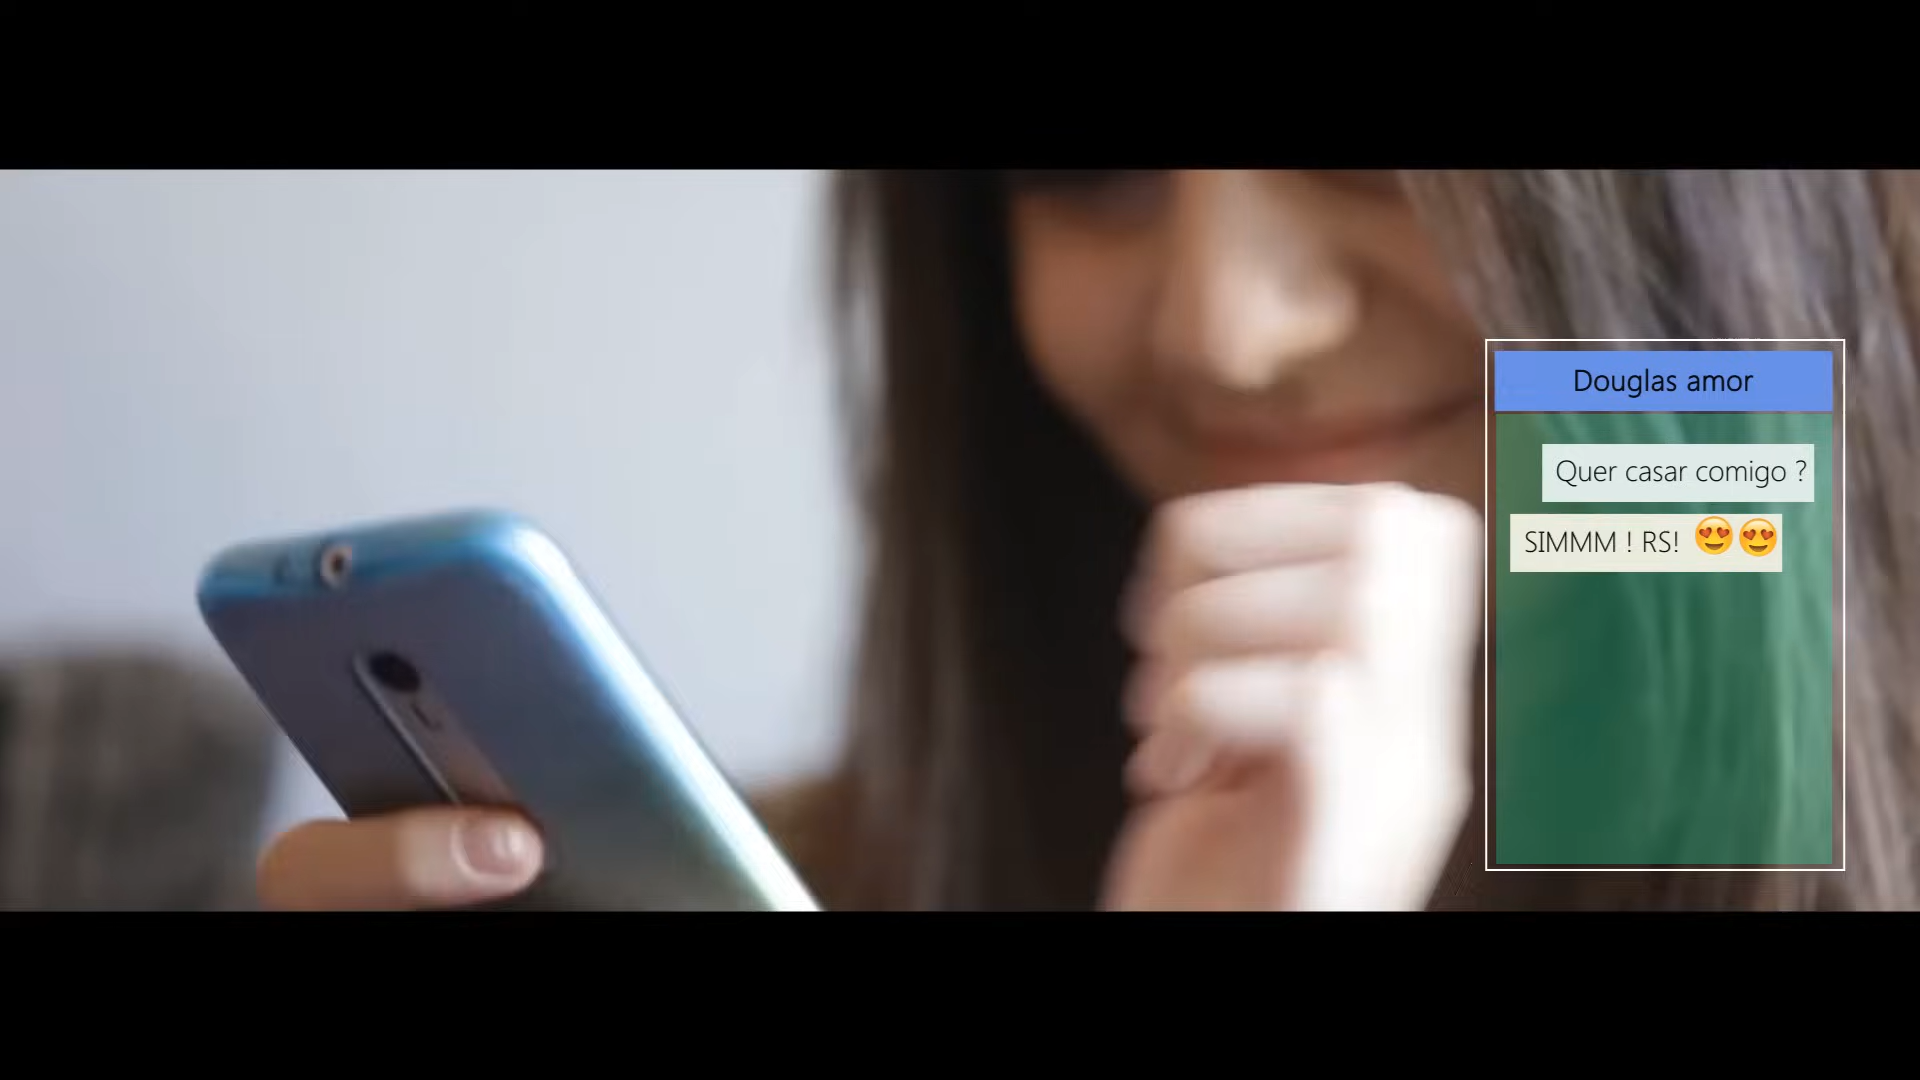 Douglas amor
Quer casar comigo ?
SIMMM ! RS! 😍😍